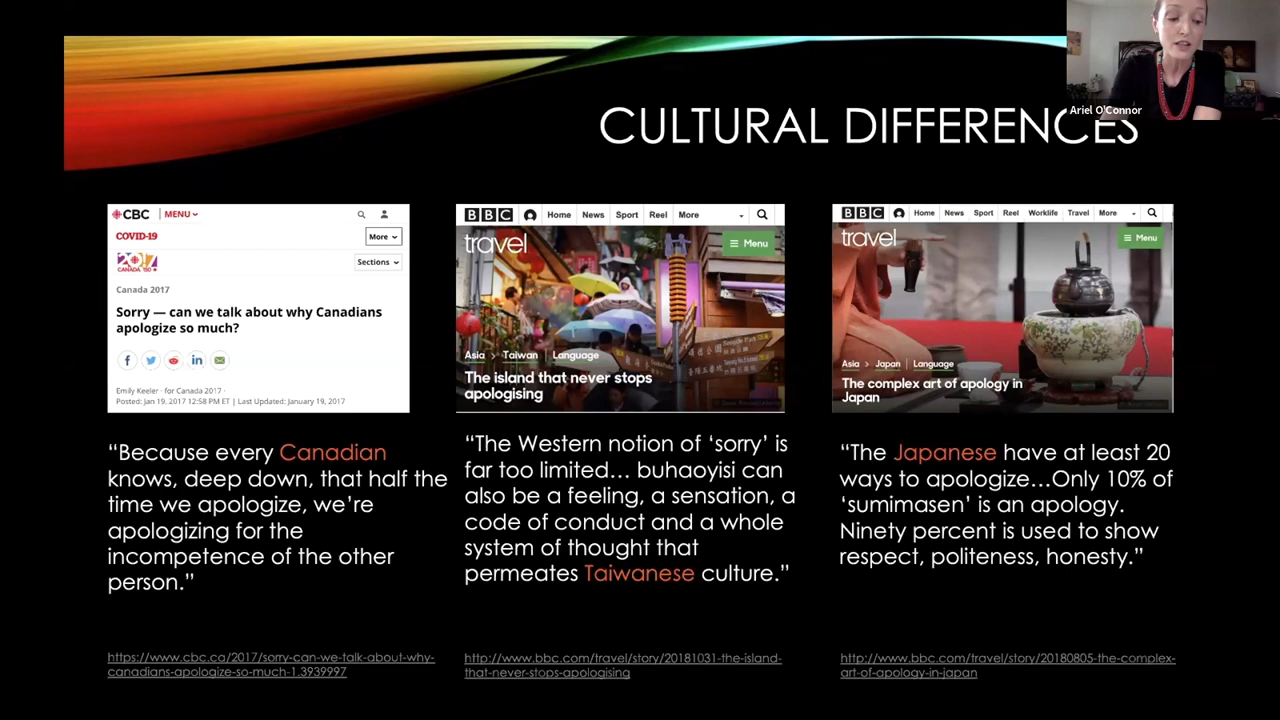 Ariel O'Connor
CULTURAL DIFFERENCES
CBC | MENU
COVID-19
More
2017
CANADA 150
Sections
Canada 2017
Sorry — can we talk about why Canadians
apologize so much?
Emily Keeler · for Canada 2017 ·
Posted: Jan 19, 2017 12:58 PM ET | Last Updated: January 19, 2017
“Because every Canadian
knows, deep down, that half the
time we apologize, we’re
apologizing for the
incompetence of the other
person.”
https://www.cbc.ca/2017/sorry-can-we-talk-about-why-
canadians-apologize-so-much-1.3939997
BBC Home News Sport Reel More
travel
Menu
Asia > Taiwan | Language
The island that never stops
apologising
“The Western notion of ‘sorry’ is
far too limited… buhaoyisi can
also be a feeling, a sensation, a
code of conduct and a whole
system of thought that
permeates Taiwanese culture.”
http://www.bbc.com/travel/story/20181031-the-island-
that-never-stops-apologising
BBC Home News Sport Reel Worklife Travel More
travel
Menu
Asia > Japan | Language
The complex art of apology in
Japan
“The Japanese have at least 20
ways to apologize…Only 10% of
‘sumimasen’ is an apology.
Ninety percent is used to show
respect, politeness, honesty.”
http://www.bbc.com/travel/story/20180805-the-complex-
art-of-apology-in-japan